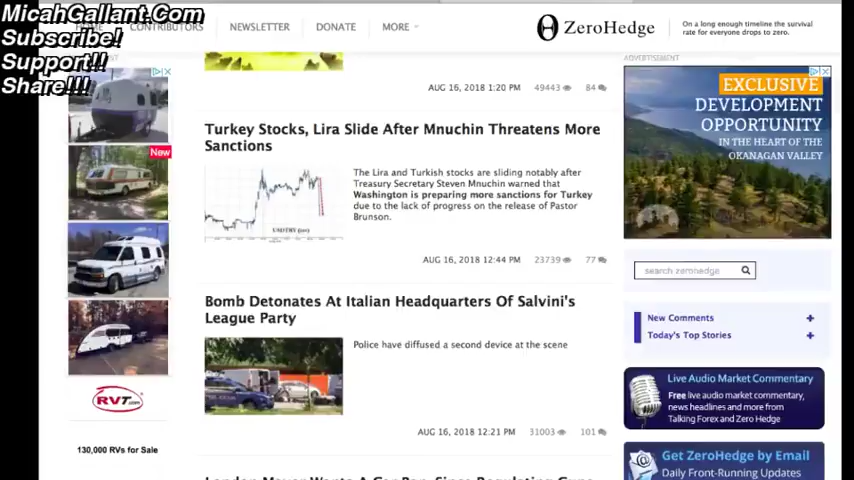 MicahGallant.Com
Subscribe!
Support!!
Share!!!
CONTRIBUTORS
NEWSLETTER
DONATE
MORE
ZeroHedge
On a long enough timeline the survival
rate for everyone drops to zero.
AUG 16, 2018 1:20 PM
49443
84
Turkey Stocks, Lira Slide After Mnuchin Threatens More
Sanctions
The Lira and Turkish stocks are sliding notably after
Treasury Secretary Steven Mnuchin warned that
Washington is preparing more sanctions for Turkey
due to the lack of progress on the release of Pastor
Brunson.
AUG 16, 2018 12:44 PM
23739
77
Bomb Detonates At Italian Headquarters Of Salvini's
League Party
Police have diffused a second device at the scene
AUG 16, 2018 12:21 PM
31003
101
New
RVT.com
130,000 RVs for Sale
ADVERTISEMENT
EXCLUSIVE
DEVELOPMENT
OPPORTUNITY
IN THE HEART OF THE
OKANAGAN VALLEY
search zerohedge
New Comments
Today's Top Stories
Live Audio Market Commentary
Free live audio market commentary,
news headlines and more from
Talking Forex and Zero Hedge
Get ZeroHedge by Email
Daily Front-Running Updates